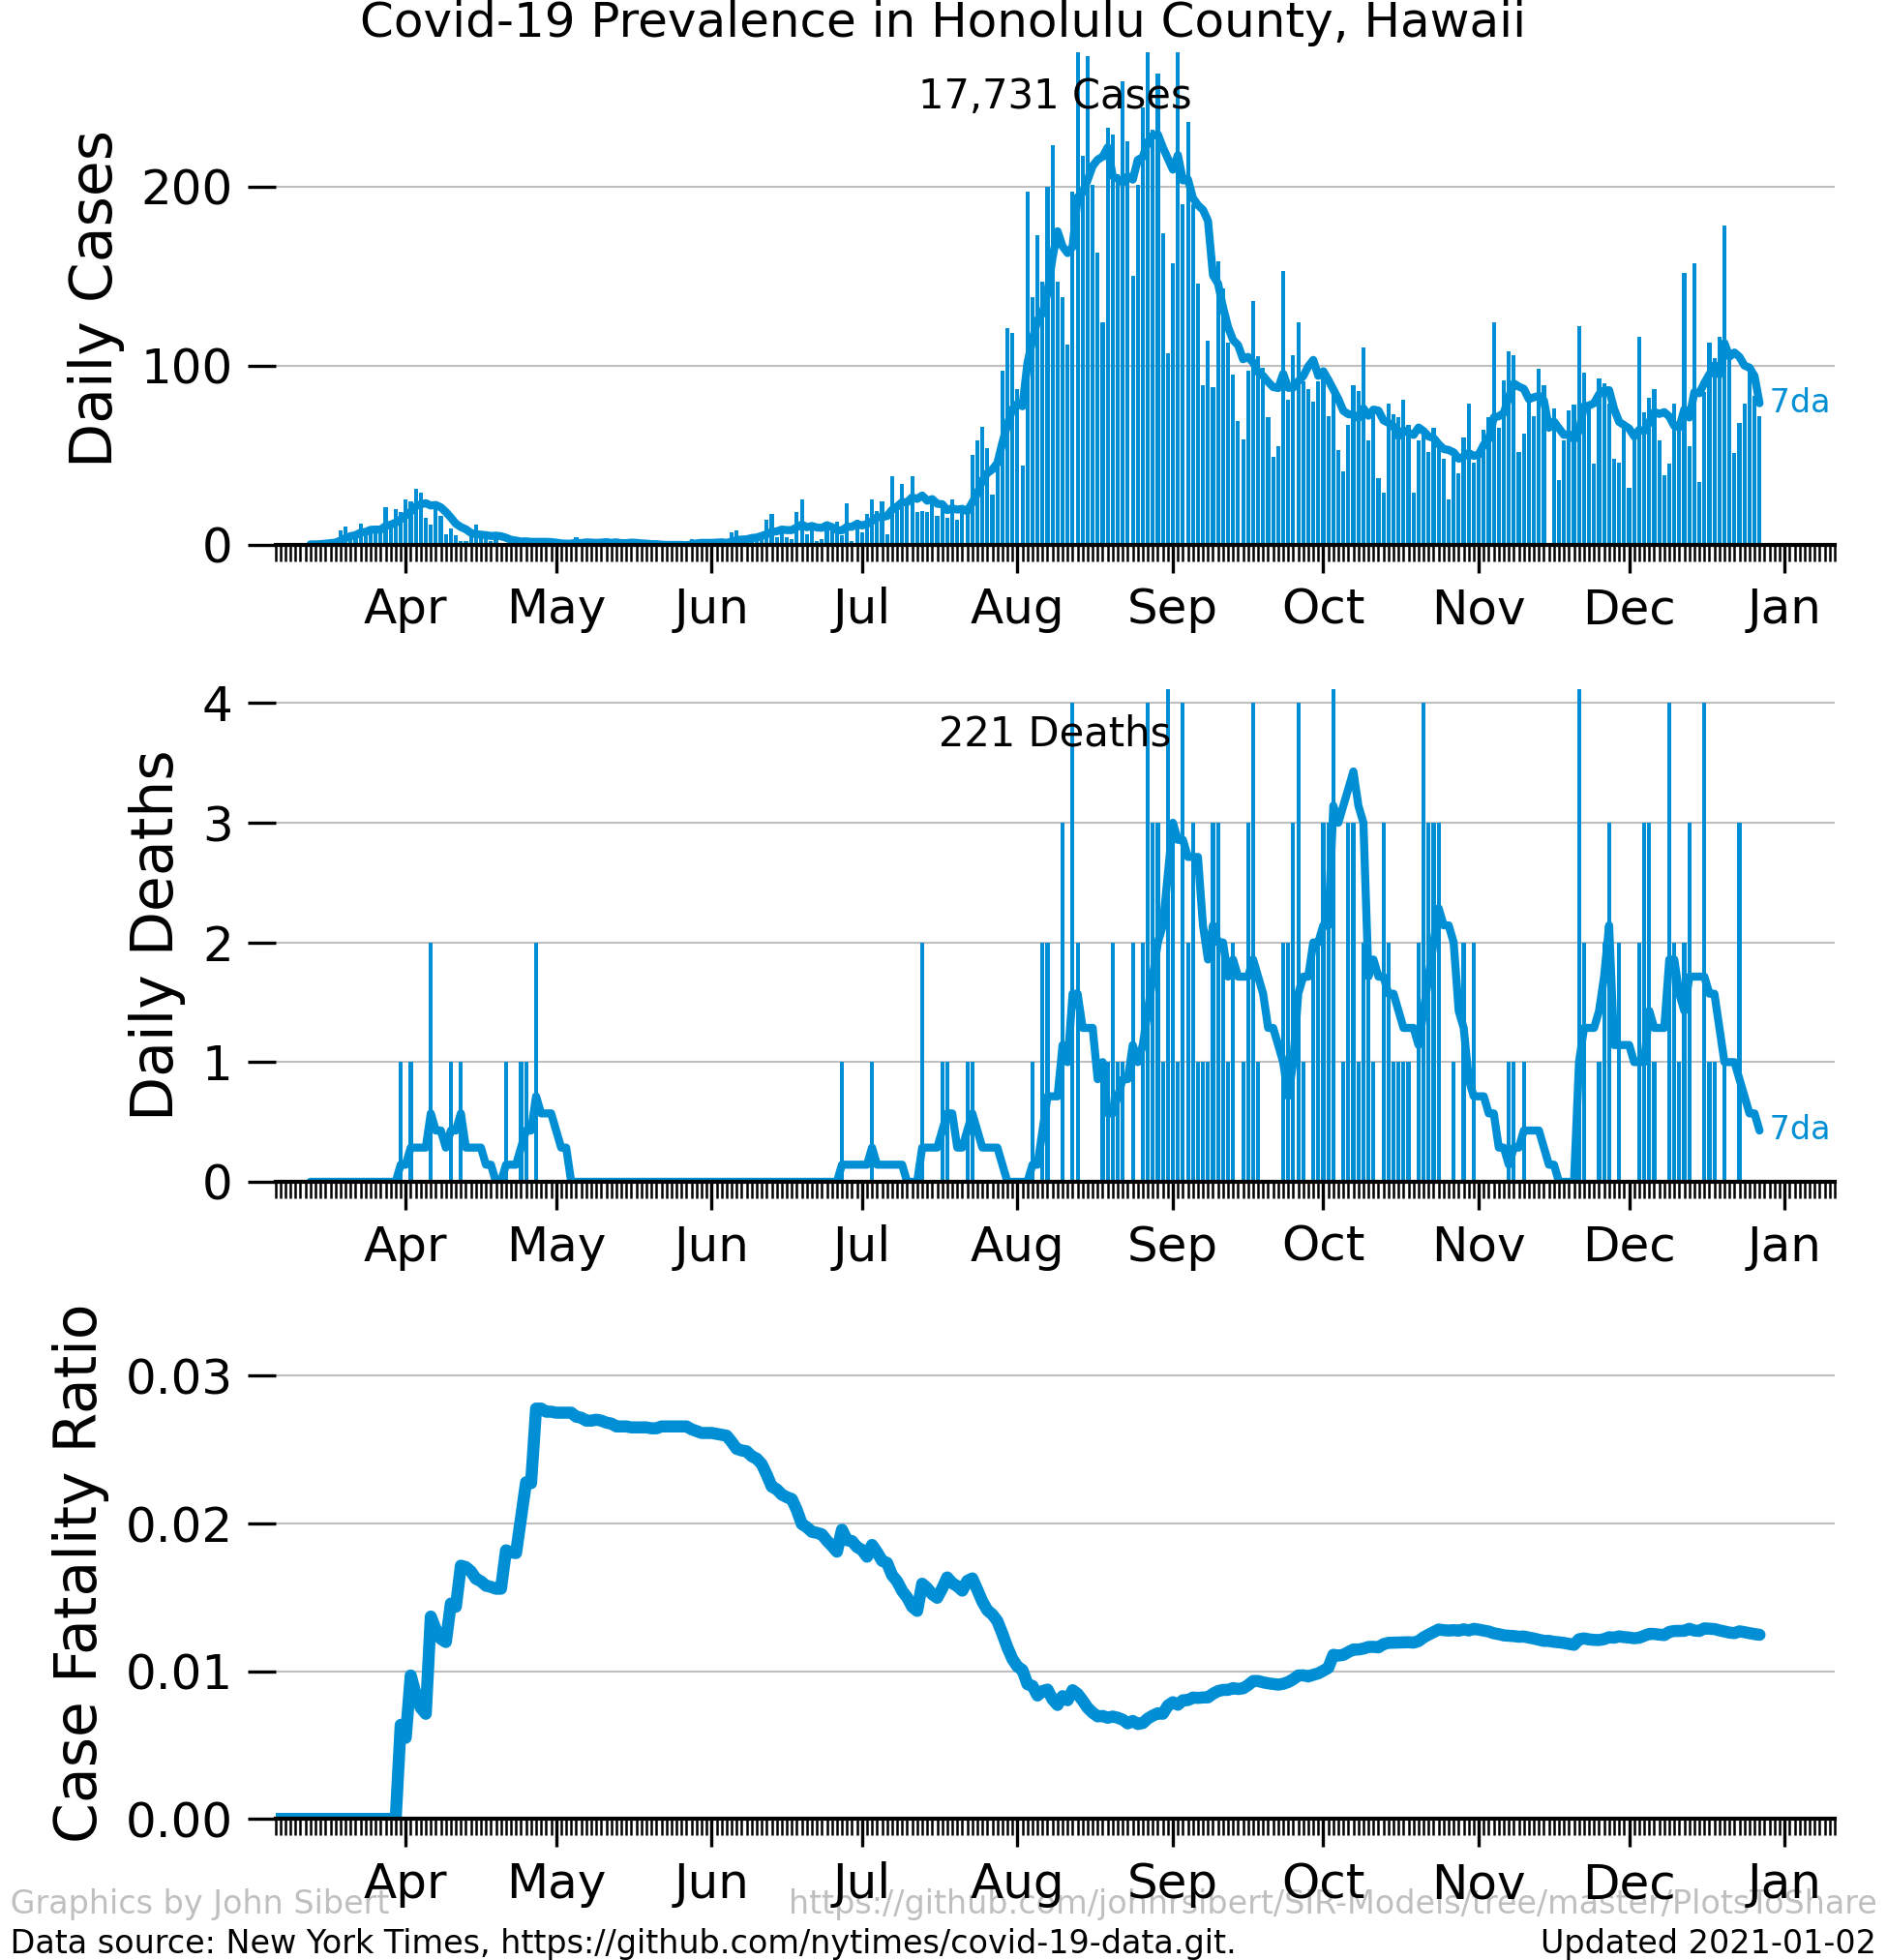 Covid-19 Prevalence in Honolulu County, Hawaii
17,731 Cases
Daily Cases
200
100
0
7da
Apr May Jun Jul Aug Sep Oct Nov Dec Jan
221 Deaths
Daily Deaths
4
3
2
1
0
7da
Apr May Jun Jul Aug Sep Oct Nov Dec Jan
Case Fatality Ratio
0.03
0.02
0.01
0.00
Apr May Jun Jul Aug Sep Oct Nov Dec Jan
Graphics by John Sibert https://github.com/johnrsibert/SIR-Models/tree/master/PlotsToShare
Data source: New York Times, https://github.com/nytimes/covid-19-data.git. Updated 2021-01-02